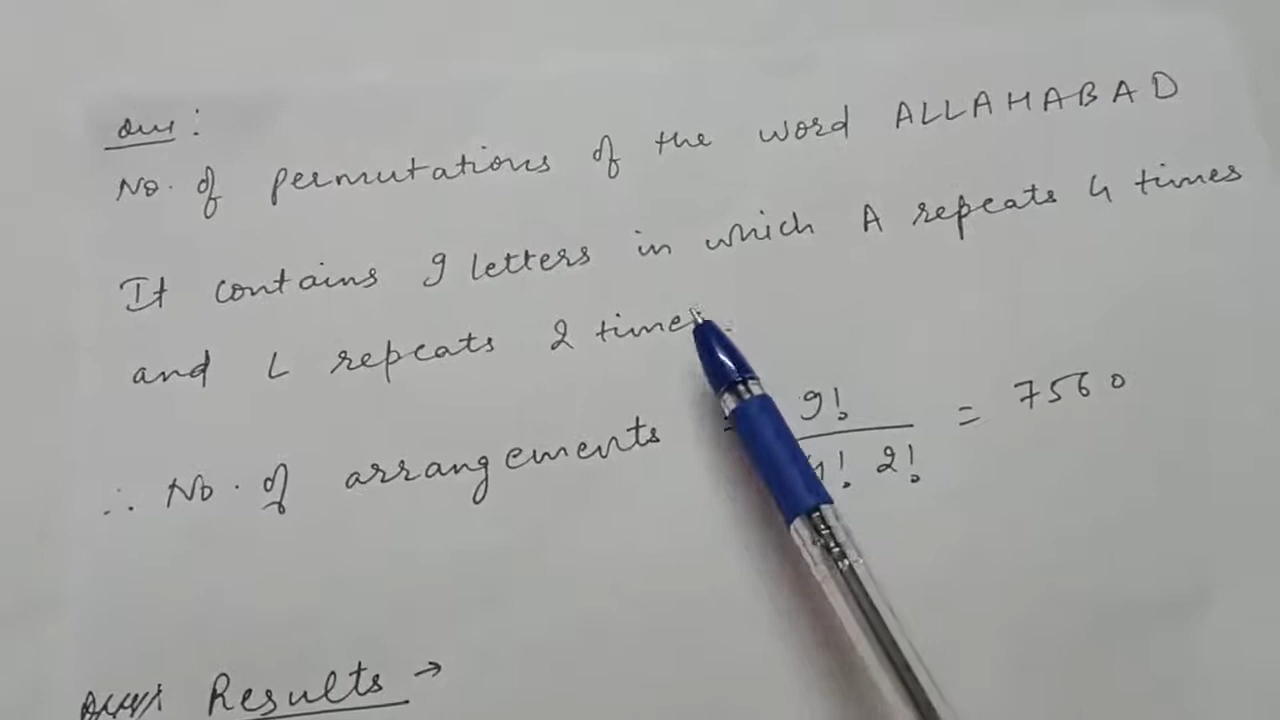 Ans :
No. of permutations of the word ALLAHABAD
It contains 9 letters in which A repeats 4 times
and L repeats 2 times
∴ No. of arrangements = 9! / 4! 2! = 7560
Results →